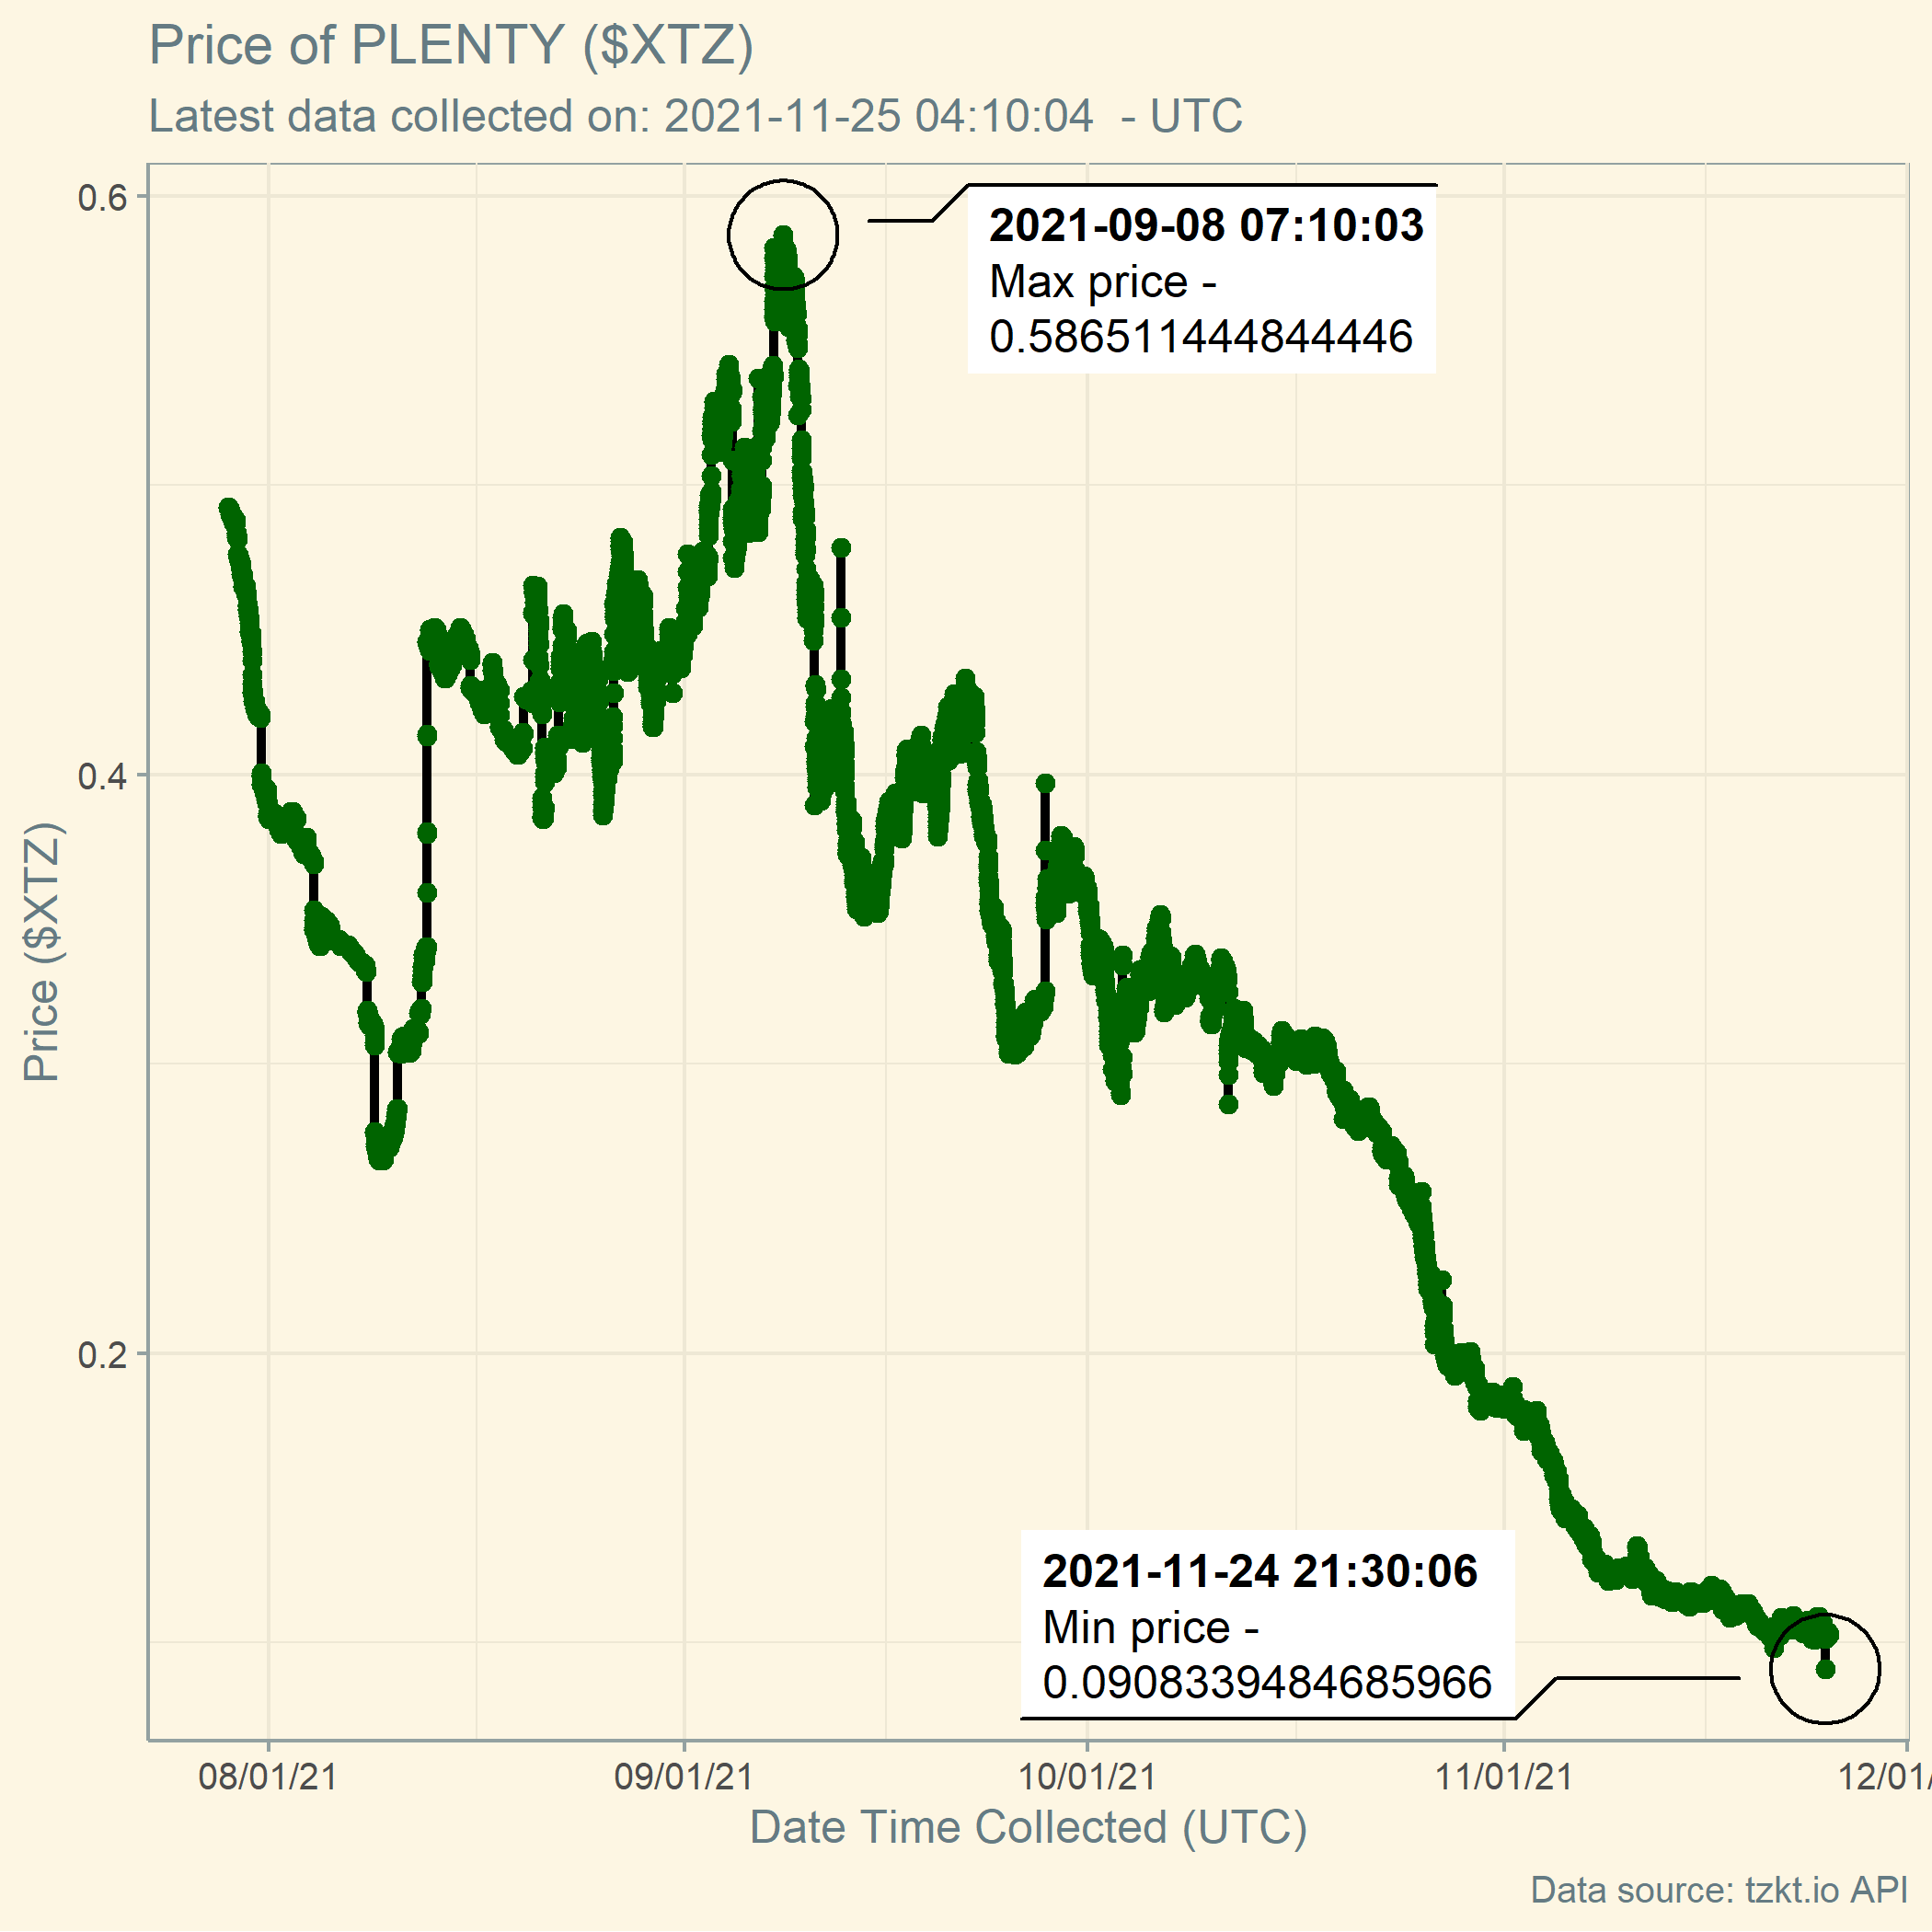 Price of PLENTY ($XTZ)
Latest data collected on: 2021-11-25 04:10:04  - UTC
0.6
0.4
0.2
Price ($XTZ)
2021-09-08 07:10:03
Max price -
0.586511444844446
2021-11-24 21:30:06
Min price -
0.0908339484685966
08/01/21
09/01/21
10/01/21
11/01/21
12/01/
Date Time Collected (UTC)
Data source: tzkt.io API